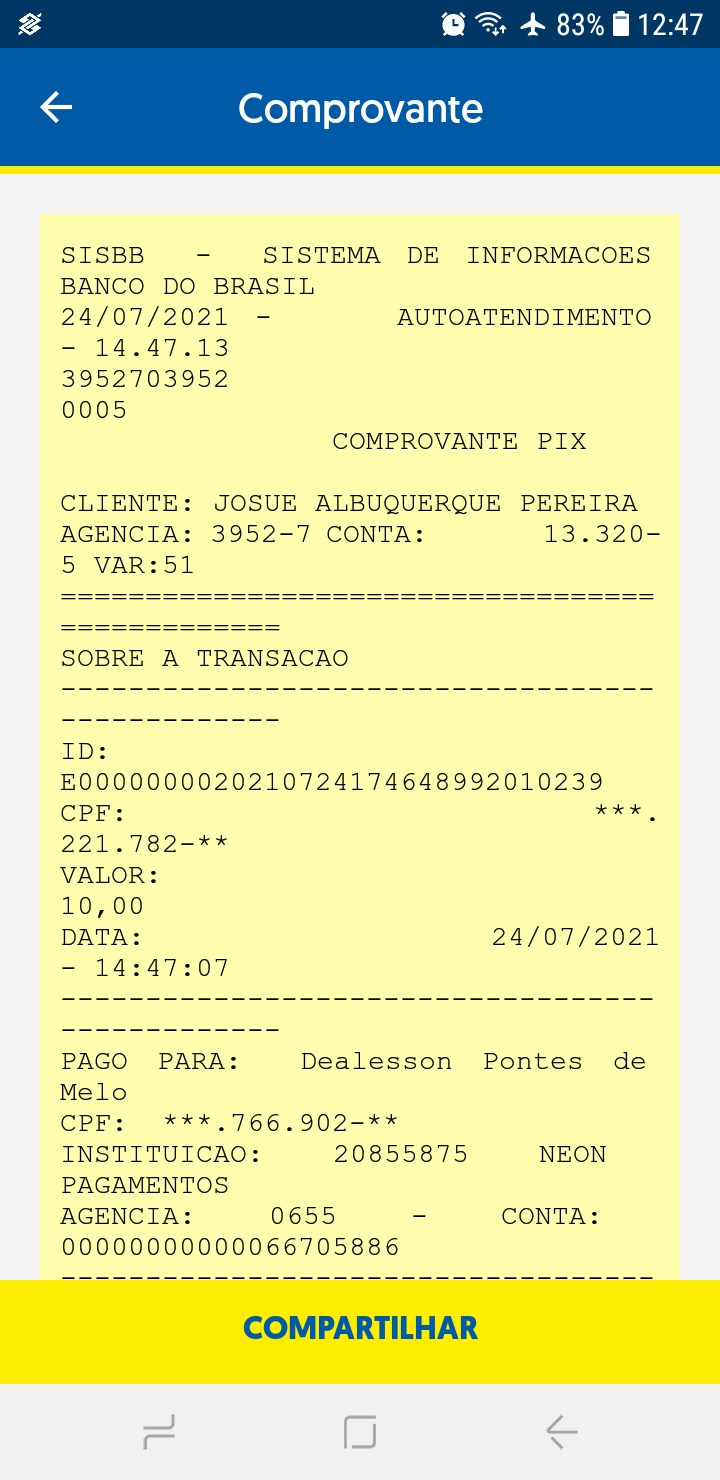 83% 12:47
Comprovante
SISBB - SISTEMA DE INFORMACOES
BANCO DO BRASIL
24/07/2021 - AUTOATENDIMENTO
- 14.47.13
3952703952
0005
COMPROVANTE PIX
CLIENTE: JOSUE ALBUQUERQUE PEREIRA
AGENCIA: 3952-7 CONTA: 13.320-
5 VAR:51
===================================
=============
SOBRE A TRANSACAO
-----------------------------------
-------------
ID:
E0000000020210724174648992010239
CPF: ***.
221.782-**
VALOR:
10,00
DATA: 24/07/2021
- 14:47:07
-----------------------------------
-------------
PAGO PARA: Dealesson Pontes de
Melo
CPF: ***.766.902-**
INSTITUICAO: 20855875 NEON
PAGAMENTOS
AGENCIA: 0655 - CONTA:
00000000000066705886
-----------------------------------
COMPARTILHAR